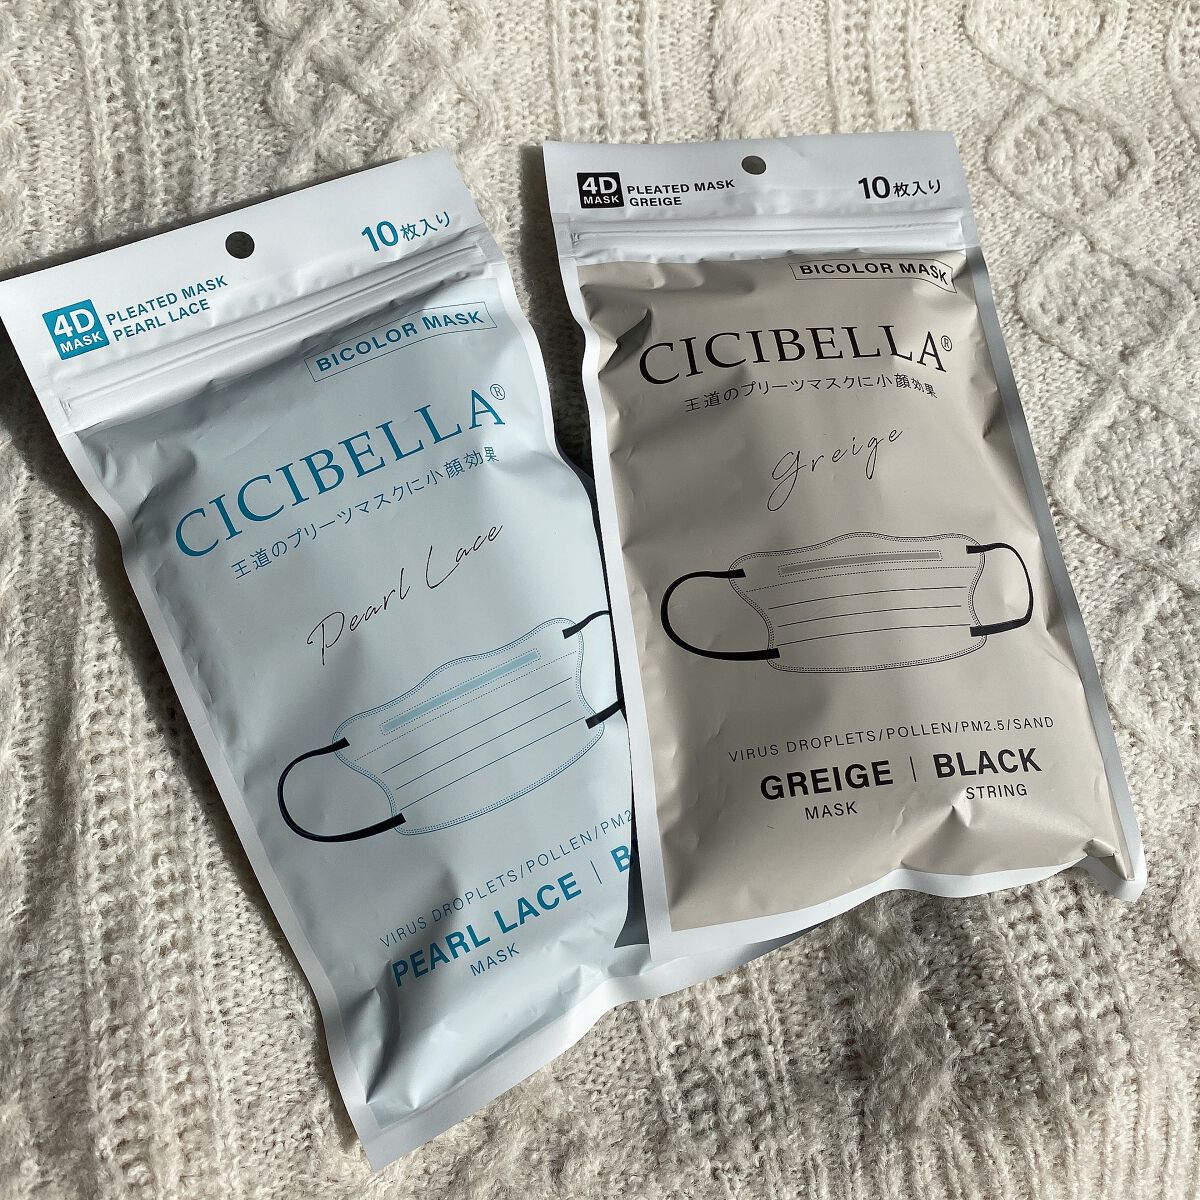 4D
MASK
PLEATED MASK
PEARL LACE
10枚入り
BICOLOR MASK
CICIBELLA®
王道のプリーツマスクに小顔効果
Pearl Lace
VIRUS DROPLETS/POLLEN/PM2
PEARL LACE | B
MASK
4D
MASK
PLEATED MASK
GREIGE
10枚入り
BICOLOR MASK
CICIBELLA®
王道のプリーツマスクに小顔効果
greige
VIRUS DROPLETS/POLLEN/PM2.5/SAND
GREIGE | BLACK
MASK STRING